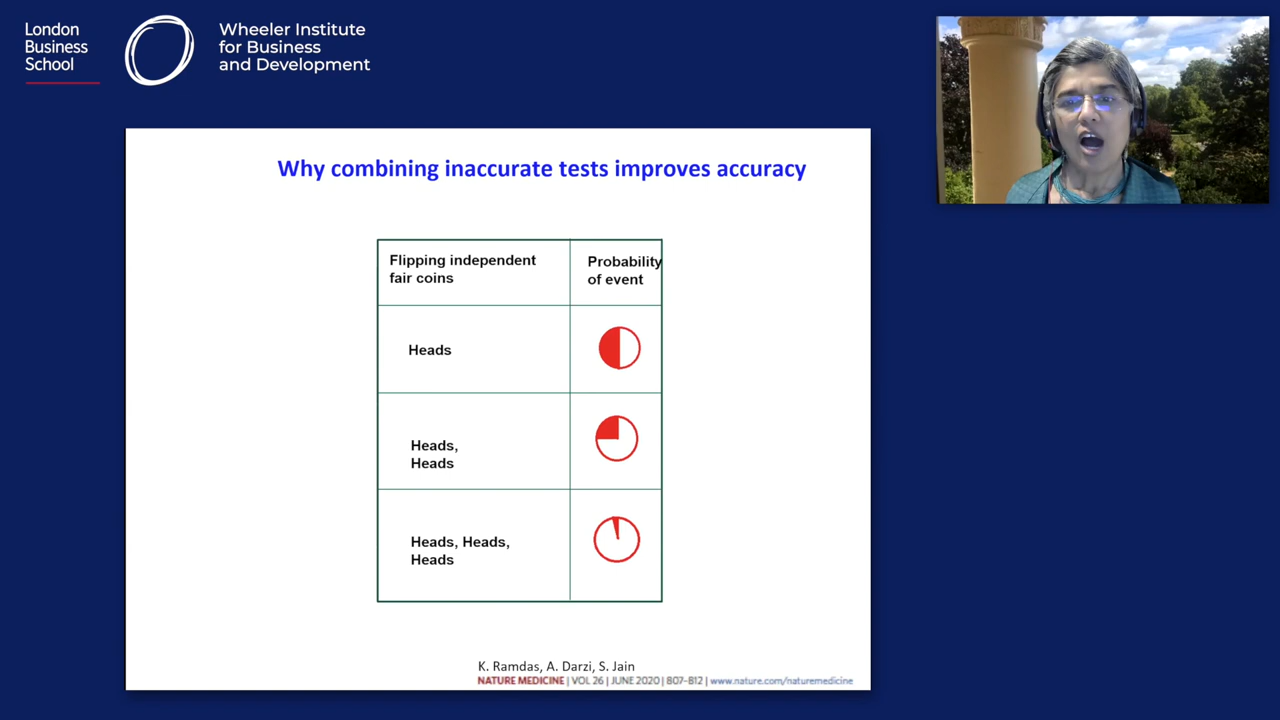 London
Business
School
Wheeler Institute
for Business
and Development
Why combining inaccurate tests improves accuracy
Flipping independent
fair coins
Probability
of event
Heads
Heads,
Heads
Heads, Heads,
Heads
K. Ramdas, A. Darzi, S. Jain
NATURE MEDICINE | VOL 26 | JUNE 2020 | 807-812 | www.nature.com/naturemedicine